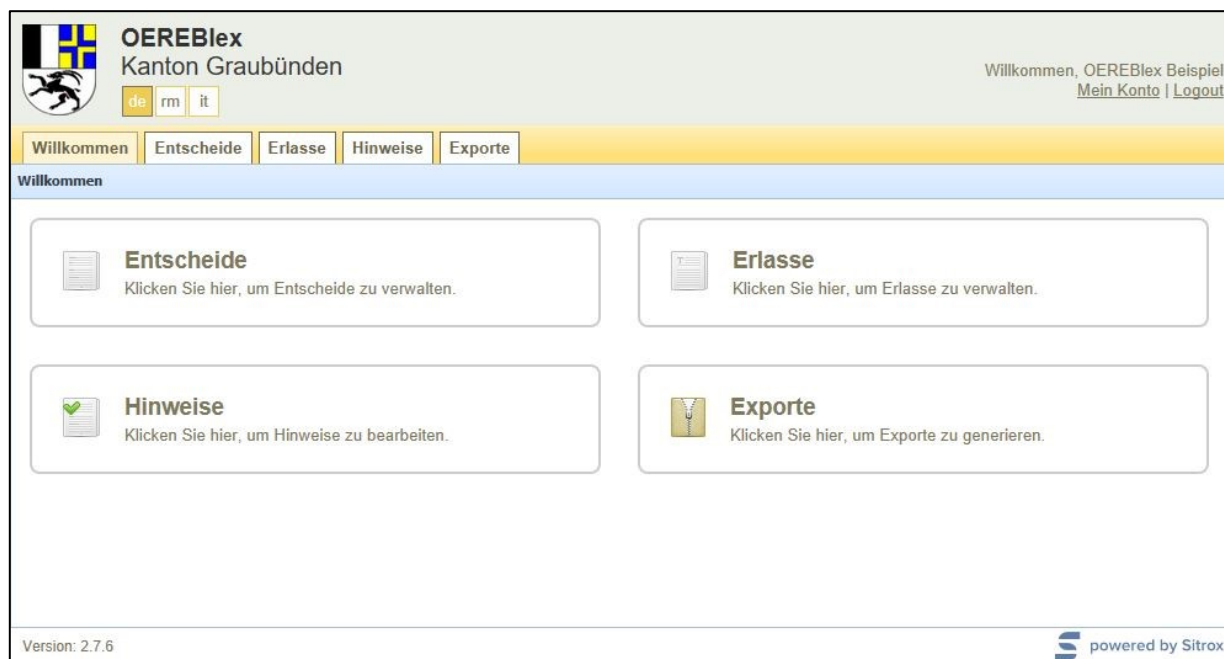 OEREBlex
Kanton Graubünden
de rm it
Willkommen, OEREBlex Beispiel
Mein Konto | Logout
Willkommen Entscheide Erlasse Hinweise Exporte
Willkommen
Entscheide
Klicken Sie hier, um Entscheide zu verwalten.
Erlasse
Klicken Sie hier, um Erlasse zu verwalten.
Hinweise
Klicken Sie hier, um Hinweise zu bearbeiten.
Exporte
Klicken Sie hier, um Exporte zu generieren.
Version: 2.7.6
powered by Sitrox